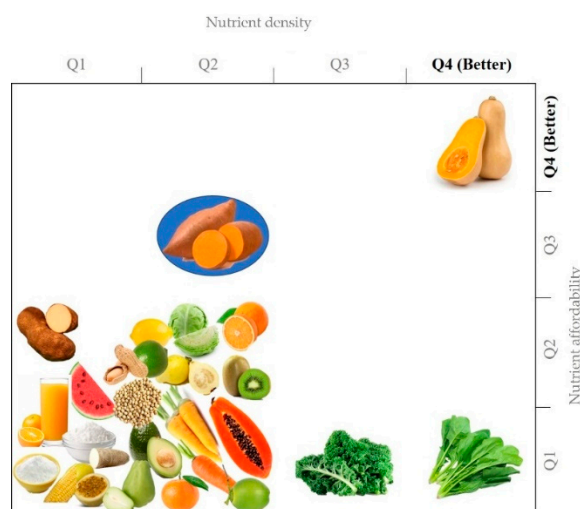 Nutrient density
Q1
Q2
Q3
Q4 (Better)
Q4 (Better)
Q3
Q2
Q1
Nutrient affordability